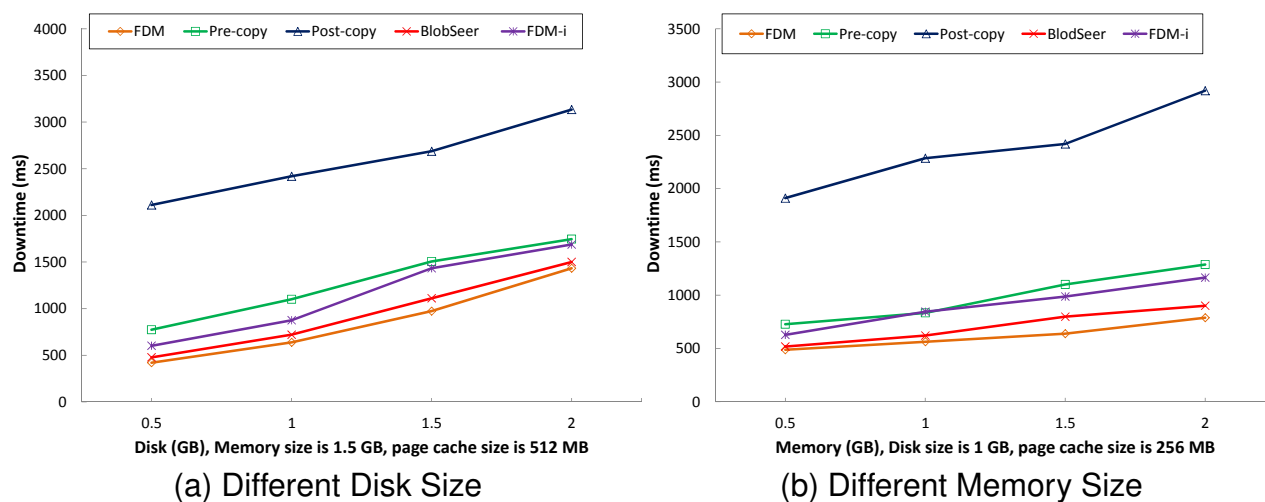 FDM Pre-copy Post-copy BlobSeer FDM-i
4000
3500
3000
2500
2000
1500
1000
500
0
Downtime (ms)
0.5 1 1.5 2
Disk (GB), Memory size is 1.5 GB, page cache size is 512 MB
(a) Different Disk Size
FDM Pre-copy Post-copy BlodSeer FDM-i
3500
3000
2500
2000
1500
1000
500
0
Downtime (ms)
0.5 1 1.5 2
Memory (GB), Disk size is 1 GB, page cache size is 256 MB
(b) Different Memory Size